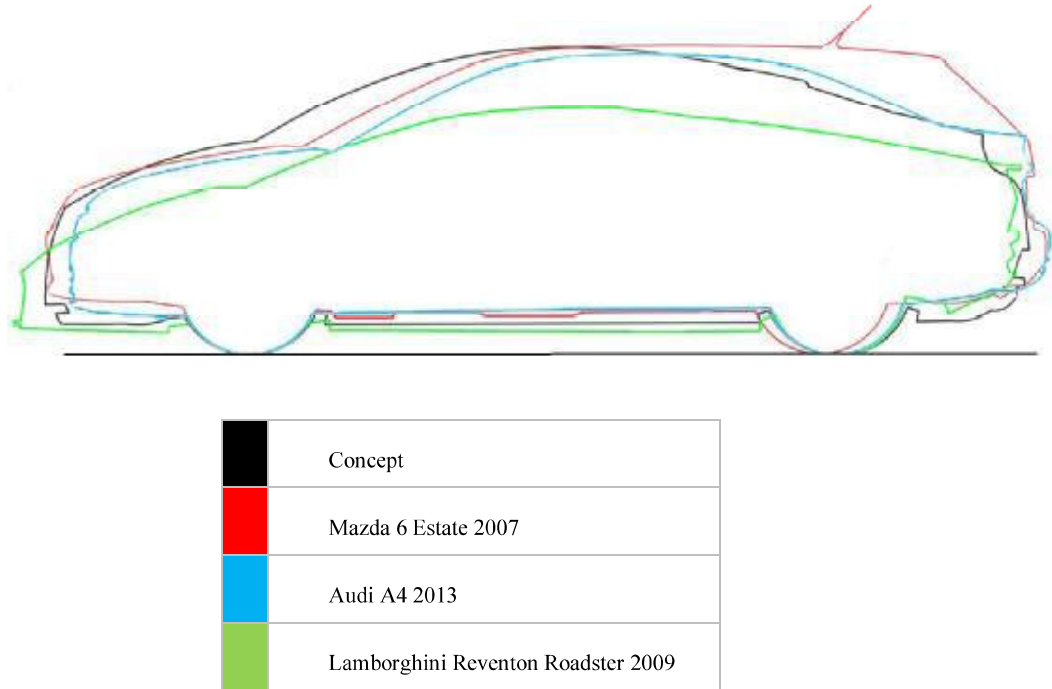 Concept
Mazda 6 Estate 2007
Audi A4 2013
Lamborghini Reventon Roadster 2009